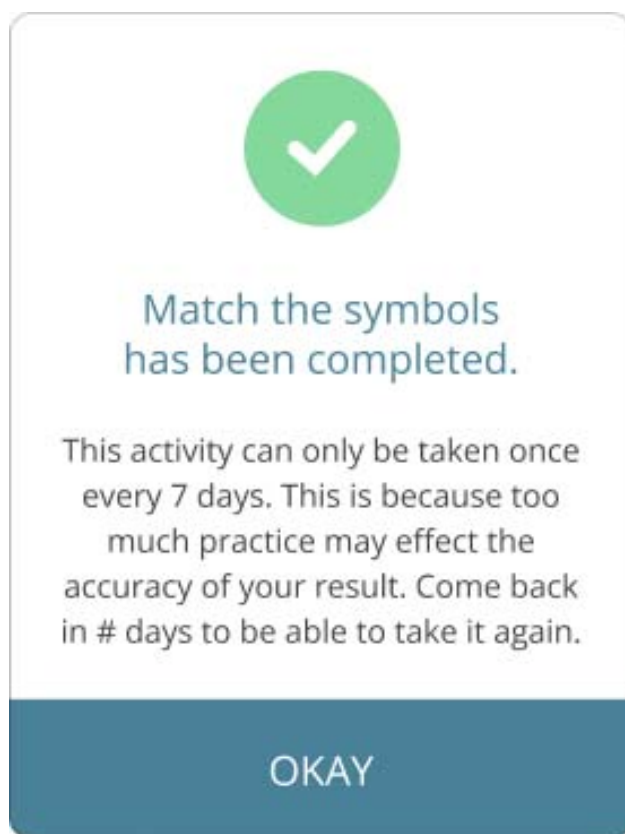 Match the symbols
has been completed.
This activity can only be taken once
every 7 days. This is because too
much practice may effect the
accuracy of your result. Come back
in # days to be able to take it again.
OKAY